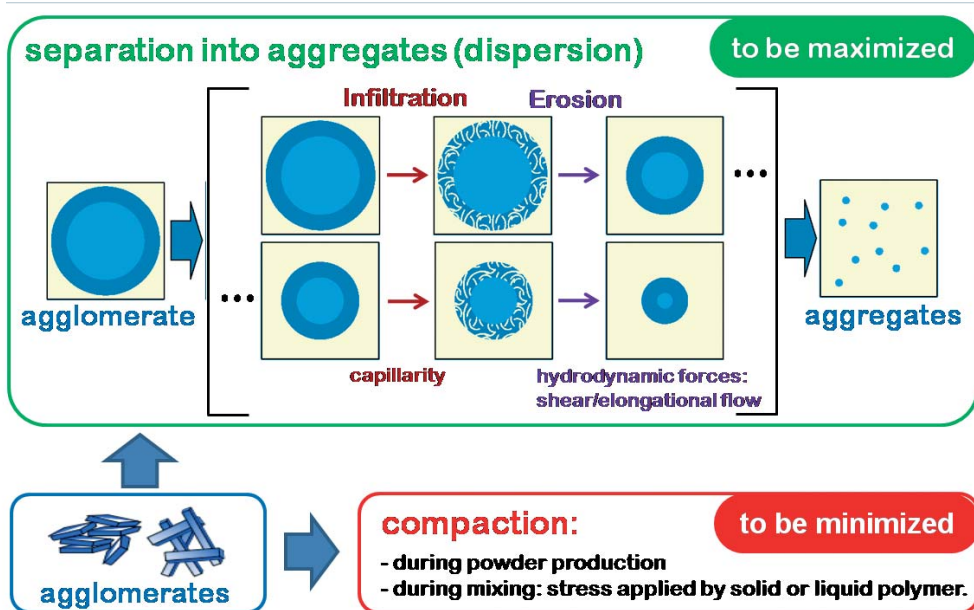 separation into aggregates (dispersion)
to be maximized
Infiltration
Erosion
...
...
agglomerate
aggregates
capillarity
hydrodynamic forces:
shear/elongational flow
agglomerates
compaction:
to be minimized
- during powder production
- during mixing: stress applied by solid or liquid polymer.